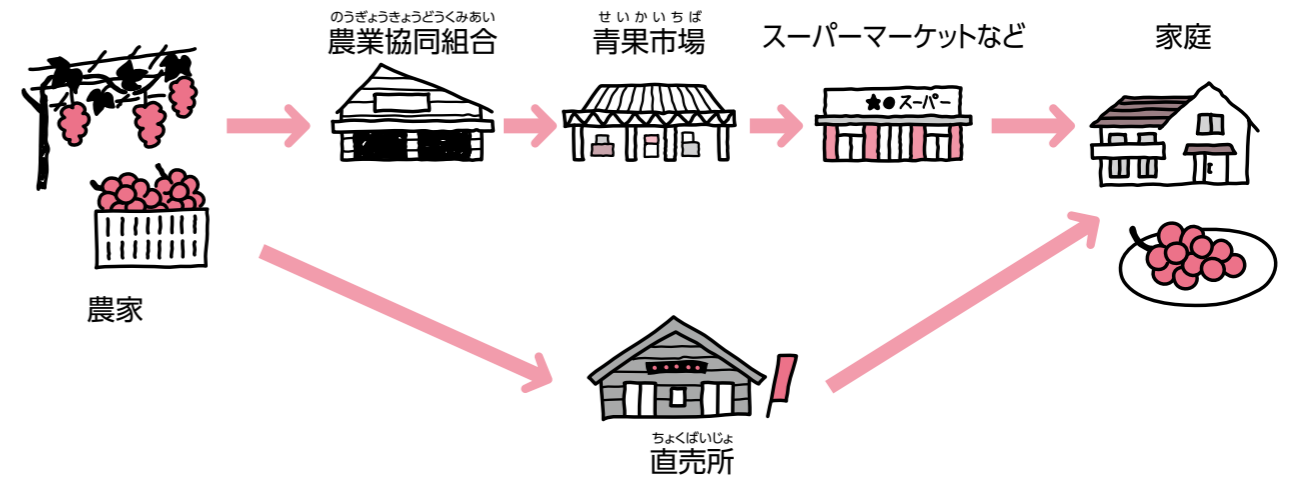 のうぎょうきょうどうくみあい
農業協同組合
せいかいちば
青果市場
スーパーマーケットなど
家庭
★●スーパー
農家
ちょくばいじょ
直売所